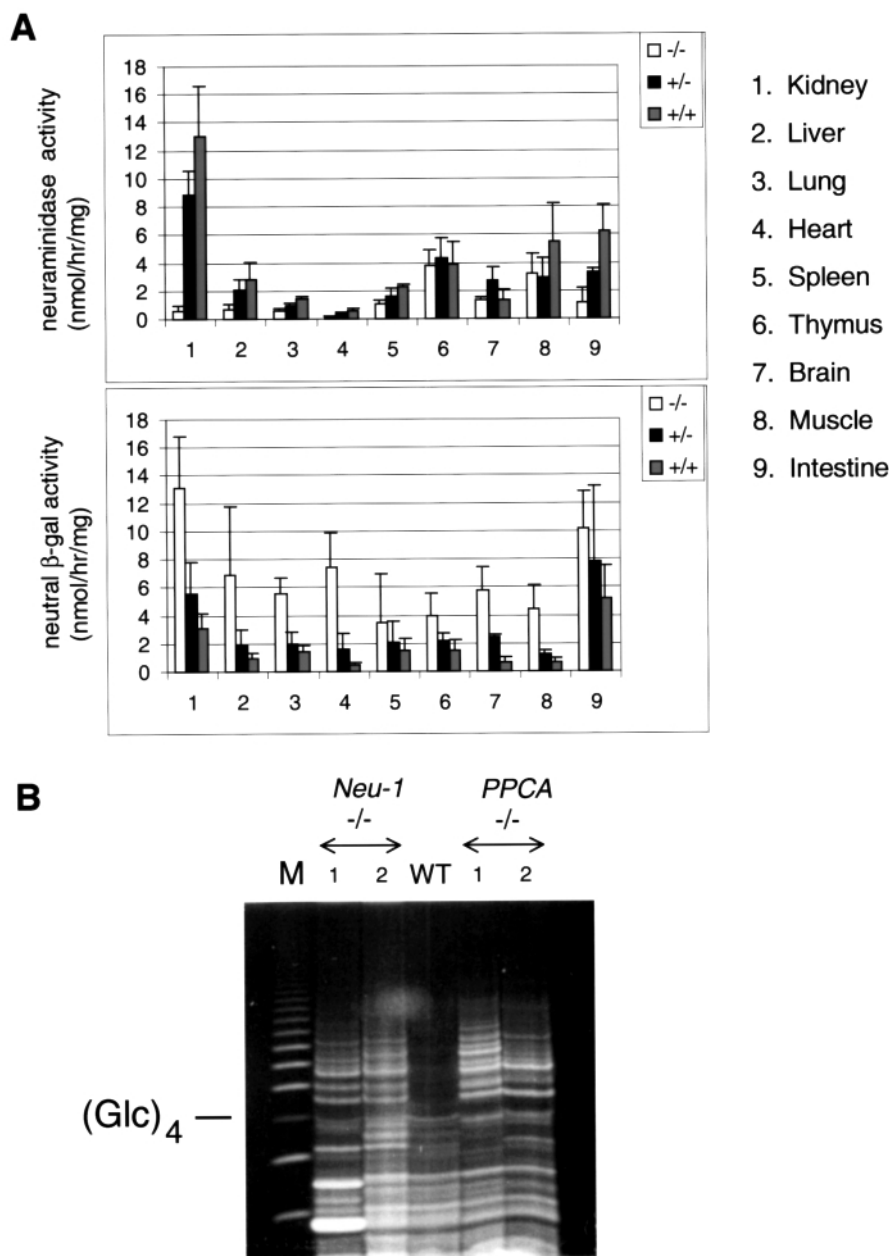 A
neuraminidase activity
(nmol/hr/mg)
18
16
14
12
10
8
6
4
2
0
1 2 3 4 5 6 7 8 9
-/-
+/-
+/+
1. Kidney
2. Liver
3. Lung
4. Heart
5. Spleen
6. Thymus
7. Brain
8. Muscle
9. Intestine
neutral β-gal activity
(nmol/hr/mg)
18
16
14
12
10
8
6
4
2
0
1 2 3 4 5 6 7 8 9
-/-
+/-
+/+
B
Neu-1 PPCA
-/- -/-
M 1 2 WT 1 2
(Glc)4